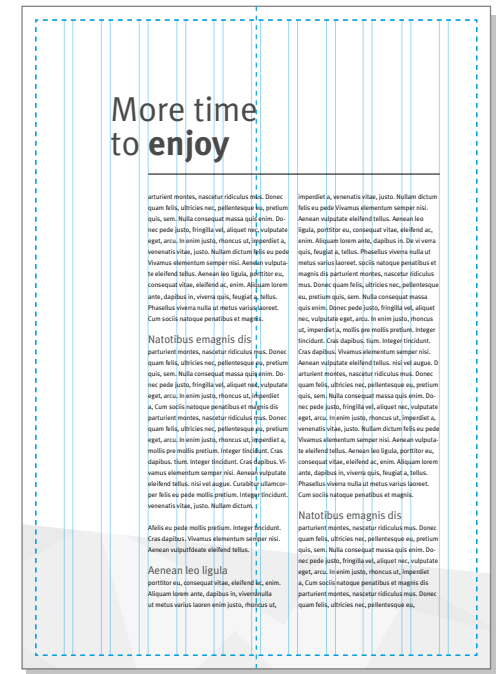 More time
to enjoy
arturient montes, nascetur ridiculus mus. Donec
quam felis, ultricies nec, pellentesque eu, pretium
quis, sem. Nulla consequat massa quis enim. Do-
nec pede justo, fringilla vel, aliquet nec, vulputate
eget, arcu. In enim justo, rhoncus ut, imperdiet a,
venenatis vitae, justo. Nullam dictum felis eu pede
Vivamus elementum semper nisi. Aenean vulputa-
te eleifend tellus. Aenean leo ligula, porttitor eu,
consequat vitae, eleifend ac, enim. Aliquam lorem
ante, dapibus in, viverra quis, feugiat a, tellus.
Phasellus viverra nulla ut metus varius laoreet.
Cum sociis natoque penatibus et magnis.
Natotibus emagnis dis
parturient montes, nascetur ridiculus mus. Donec
quam felis, ultricies nec, pellentesque eu, pretium
quis, sem. Nulla consequat massa quis enim. Do-
nec pede justo, fringilla vel, aliquet nec, vulputate
eget, arcu. In enim justo, rhoncus ut, imperdiet
a, Cum sociis natoque penatibus et magnis dis
parturient montes, nascetur ridiculus mus. Donec
quam felis, ultricies nec, pellentesque eu, pretium
eget, arcu. In enim justo, rhoncus ut, imperdiet a,
mollis pre mollis pretium. Integer tincidunt. Cras
dapibus. tium. Integer tincidunt. Cras dapibus. Vi-
vamus elementum semper nisi. Aenean vulputate
eleifend tellus. nisi vel augue. Curabitur ullamcor-
per felis eu pede mollis pretium. Integer tincidunt.
venenatis vitae, justo. Nullam dictum.
Afelis eu pede mollis pretium. Integer tincidunt.
Cras dapibus. Vivamus elementum semper nisi.
Aenean vulputfdeate eleifend tellus.
Aenean leo ligula
porttitor eu, consequat vitae, eleifend ac, enim.
Aliquam lorem ante, dapibus in, viverranulla
ut metus varius laoren enim justo, rhoncus ut,
imperdiet a, venenatis vitae, justo. Nullam dictum
felis eu pede Vivamus elementum semper nisi.
Aenean vulputate eleifend tellus. Aenean leo
ligula, porttitor eu, consequat vitae, eleifend ac,
enim. Aliquam lorem ante, dapibus in. De vi verra
quis, feugiat a, tellus. Phasellus viverra nulla ut
metus varius laoreet. sociis natoque penatibus et
magnis dis parturient montes, nascetur ridiculus
mus. Donec quam felis, ultricies nec, pellentesque
eu, pretium quis, sem. Nulla consequat massa
quis enim. Donec pede justo, fringilla vel, aliquet
nec, vulputate eget, arcu. In enim justo, rhoncus
ut, imperdiet a, mollis pre mollis pretium. Integer
tincidunt. Cras dapibus. tium. Integer tincidunt.
Cras dapibus. Vivamus elementum semper nisi.
Aenean vulputate eleifend tellus. nisi vel augue. D
arturient montes, nascetur ridiculus mus. Donec
quam felis, ultricies nec, pellentesque eu, pretium
quis, sem. Nulla consequat massa quis enim. Do-
nec pede justo, fringilla vel, aliquet nec, vulputate
eget, arcu. In enim justo, rhoncus ut, imperdiet a,
venenatis vitae, justo. Nullam dictum felis eu pede
Vivamus elementum semper nisi. Aenean vulputa-
te eleifend tellus. Aenean leo ligula, porttitor eu,
consequat vitae, eleifend ac, enim. Aliquam lorem
ante, dapibus in, viverra quis, feugiat a, tellus.
Phasellus viverra nulla ut metus varius laoreet.
Cum sociis natoque penatibus et magnis.
Natotibus emagnis dis
parturient montes, nascetur ridiculus mus. Donec
quam felis, ultricies nec, pellentesque eu, pretium
quis, sem. Nulla consequat massa quis enim. Do-
nec pede justo, fringilla vel, aliquet nec, vulputate
eget, arcu. In enim justo, rhoncus ut, imperdiet
a, Cum sociis natoque penatibus et magnis dis
parturient montes, nascetur ridiculus mus. Donec
quam felis, ultricies nec, pellentesque eu,